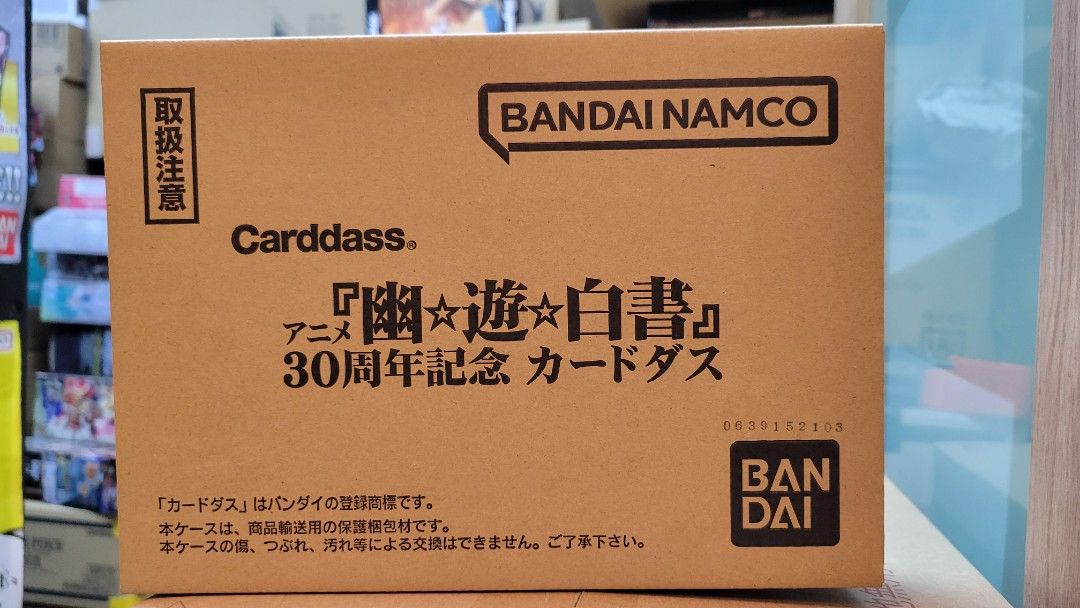 取扱注意
BANDAI NAMCO
Carddass®
アニメ『幽☆遊☆白書』
30周年記念 カードダス
0639152103
BAN
DAI
「カードダス」はバンダイの登録商標です。
本ケースは、商品輸送用の保護梱包材です。
本ケースの傷、つぶれ、汚れ等による交換はできません。ご了承下さい。